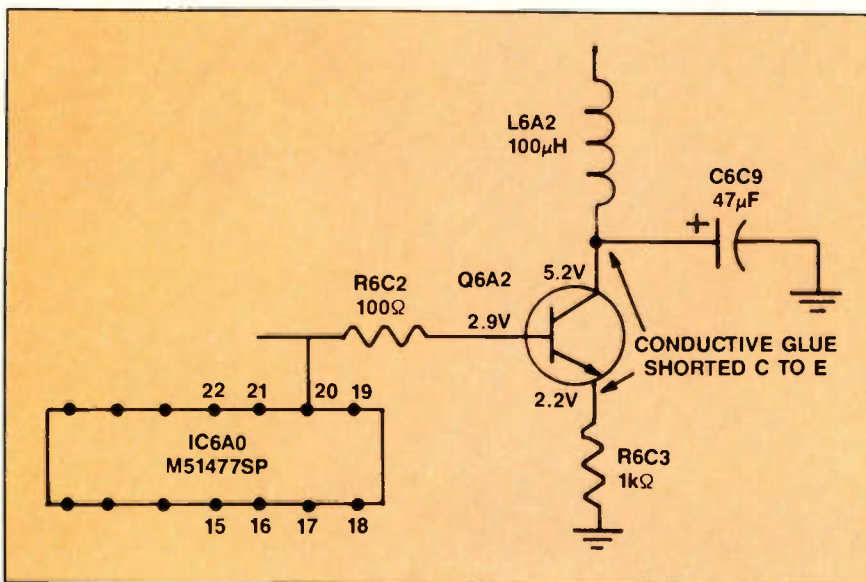 L6A2
100μH
C6C9
47μF
+
R6C2
100Ω
Q6A2
5.2V
2.9V
CONDUCTIVE GLUE
SHORTED C TO E
2.2V
22 21 20 19
IC6A0
M51477SP
R6C3
1kΩ
15 16 17 18